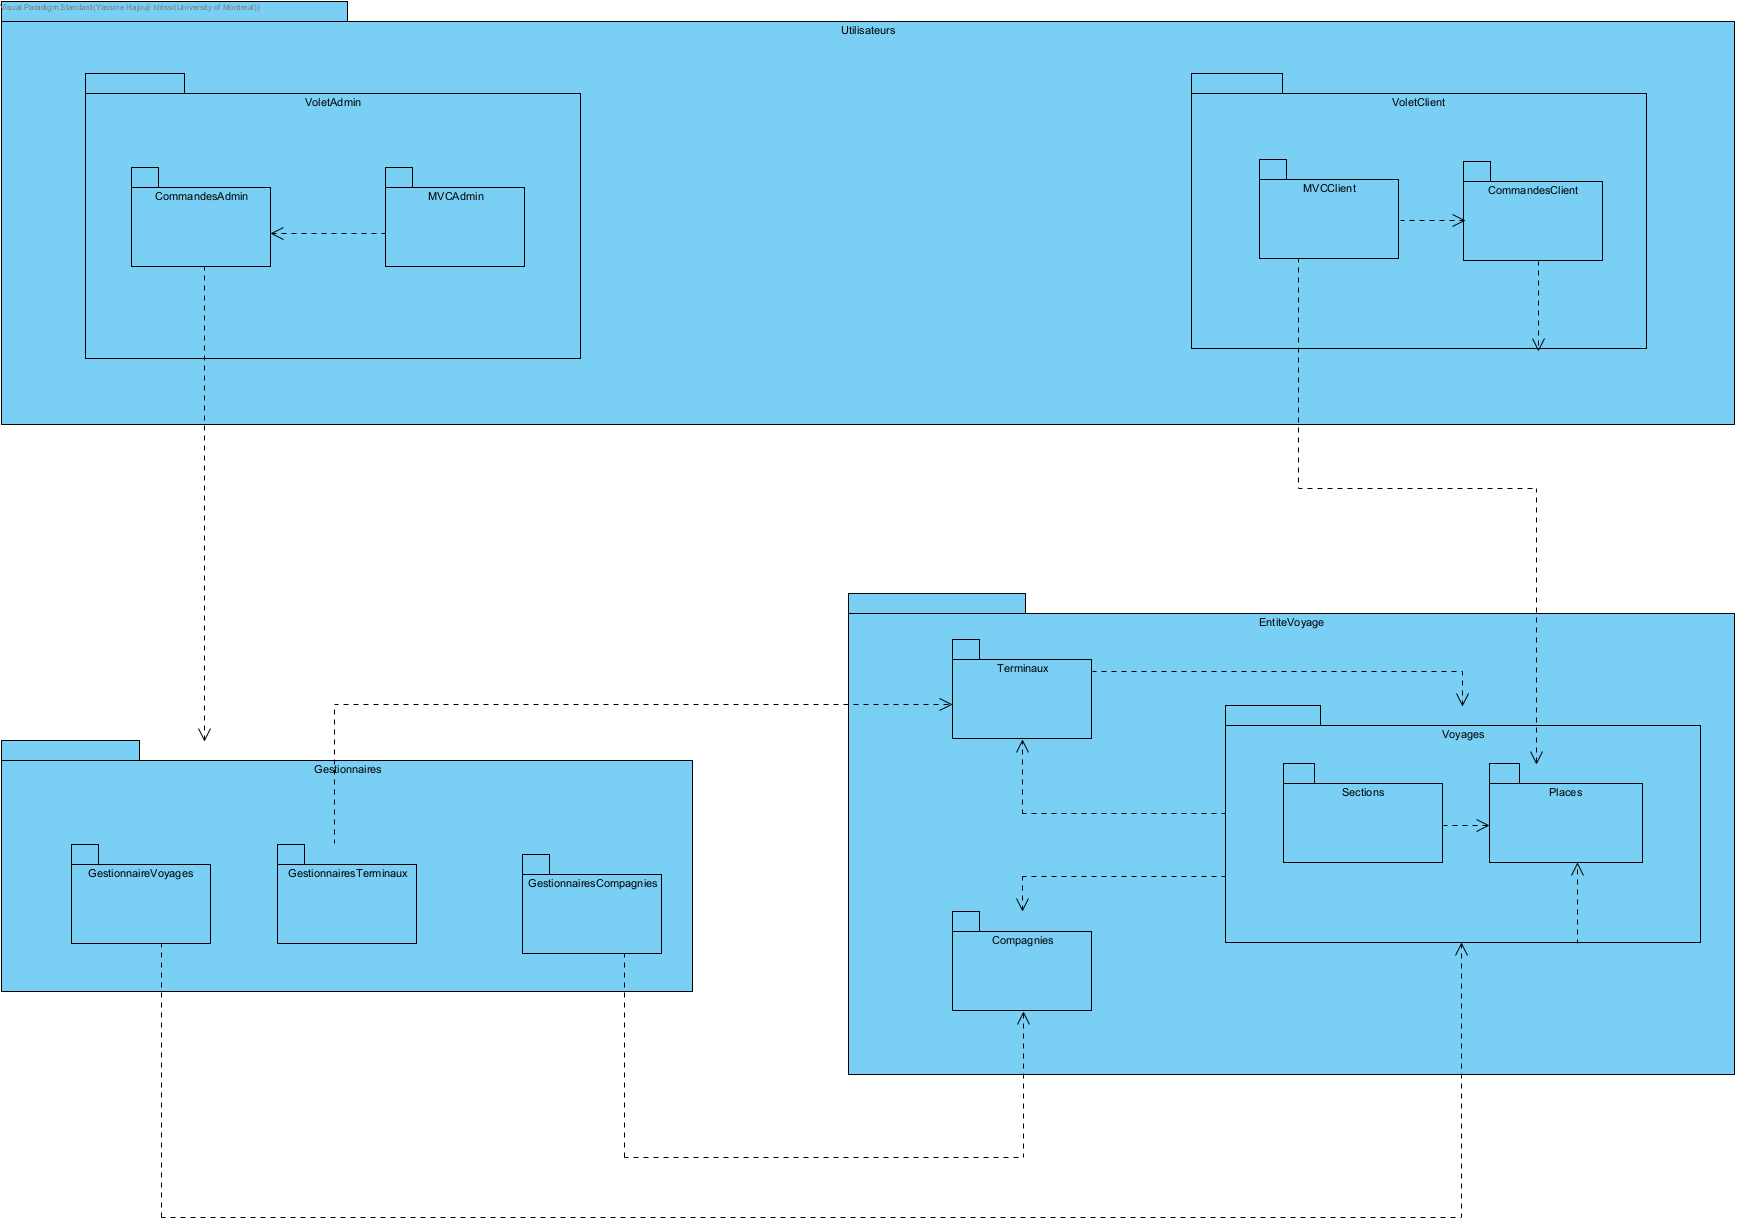 Visual Paradigm Standard(Yassine Hajouji Idrissi(University of Montreal))
Utilisateurs
VoletAdmin
VoletClient
CommandesAdmin
MVCAdmin
MVCClient
CommandesClient
EntiteVoyage
Terminaux
Voyages
Gestionnaires
Sections
Places
GestionnaireVoyages
GestionnairesTerminaux
GestionnairesCompagnies
Compagnies